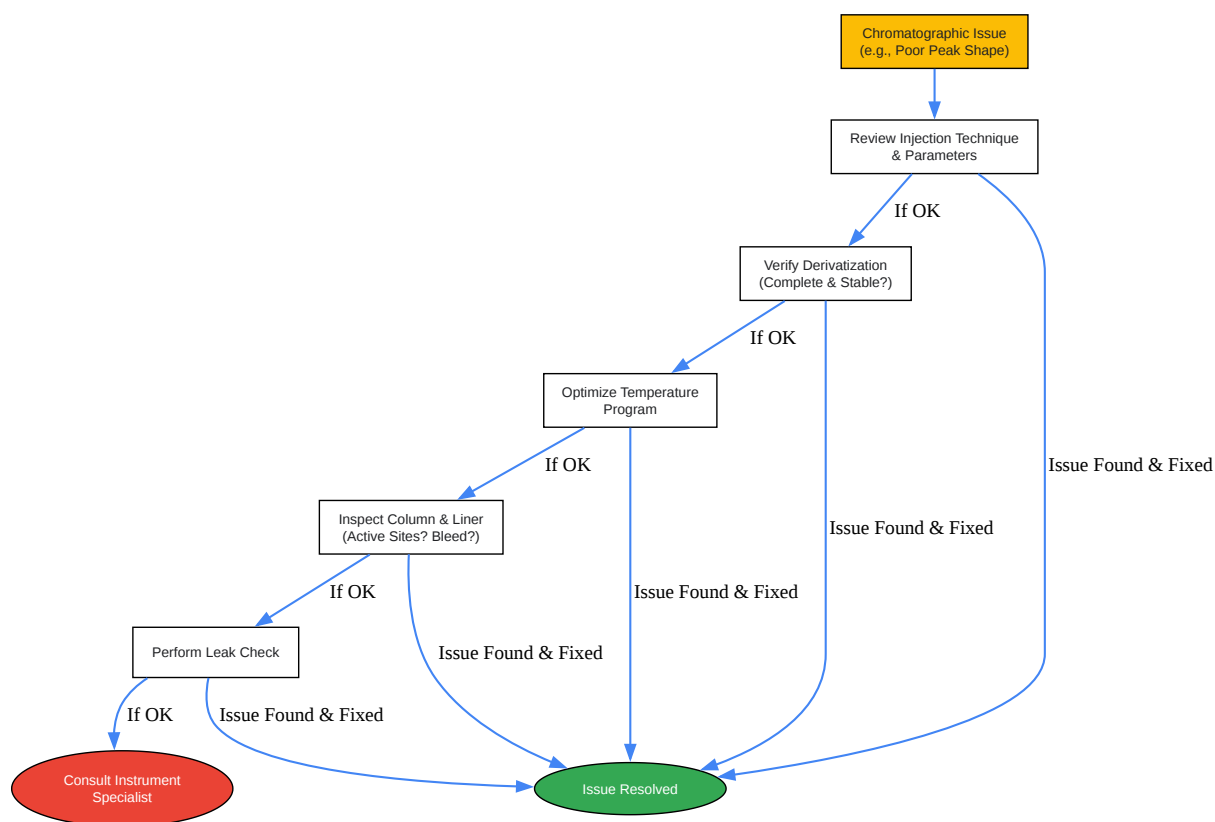 Chromatographic Issue
(e.g., Poor Peak Shape)
Review Injection Technique
& Parameters
If OK
Verify Derivatization
(Complete & Stable?)
If OK
Optimize Temperature
Program
If OK
Issue Found & Fixed
Inspect Column & Liner
(Active Sites? Bleed?)
Issue Found & Fixed
If OK
Issue Found & Fixed
Perform Leak Check
Issue Found & Fixed
If OK
Issue Found & Fixed
Consult Instrument
Specialist
Issue Resolved